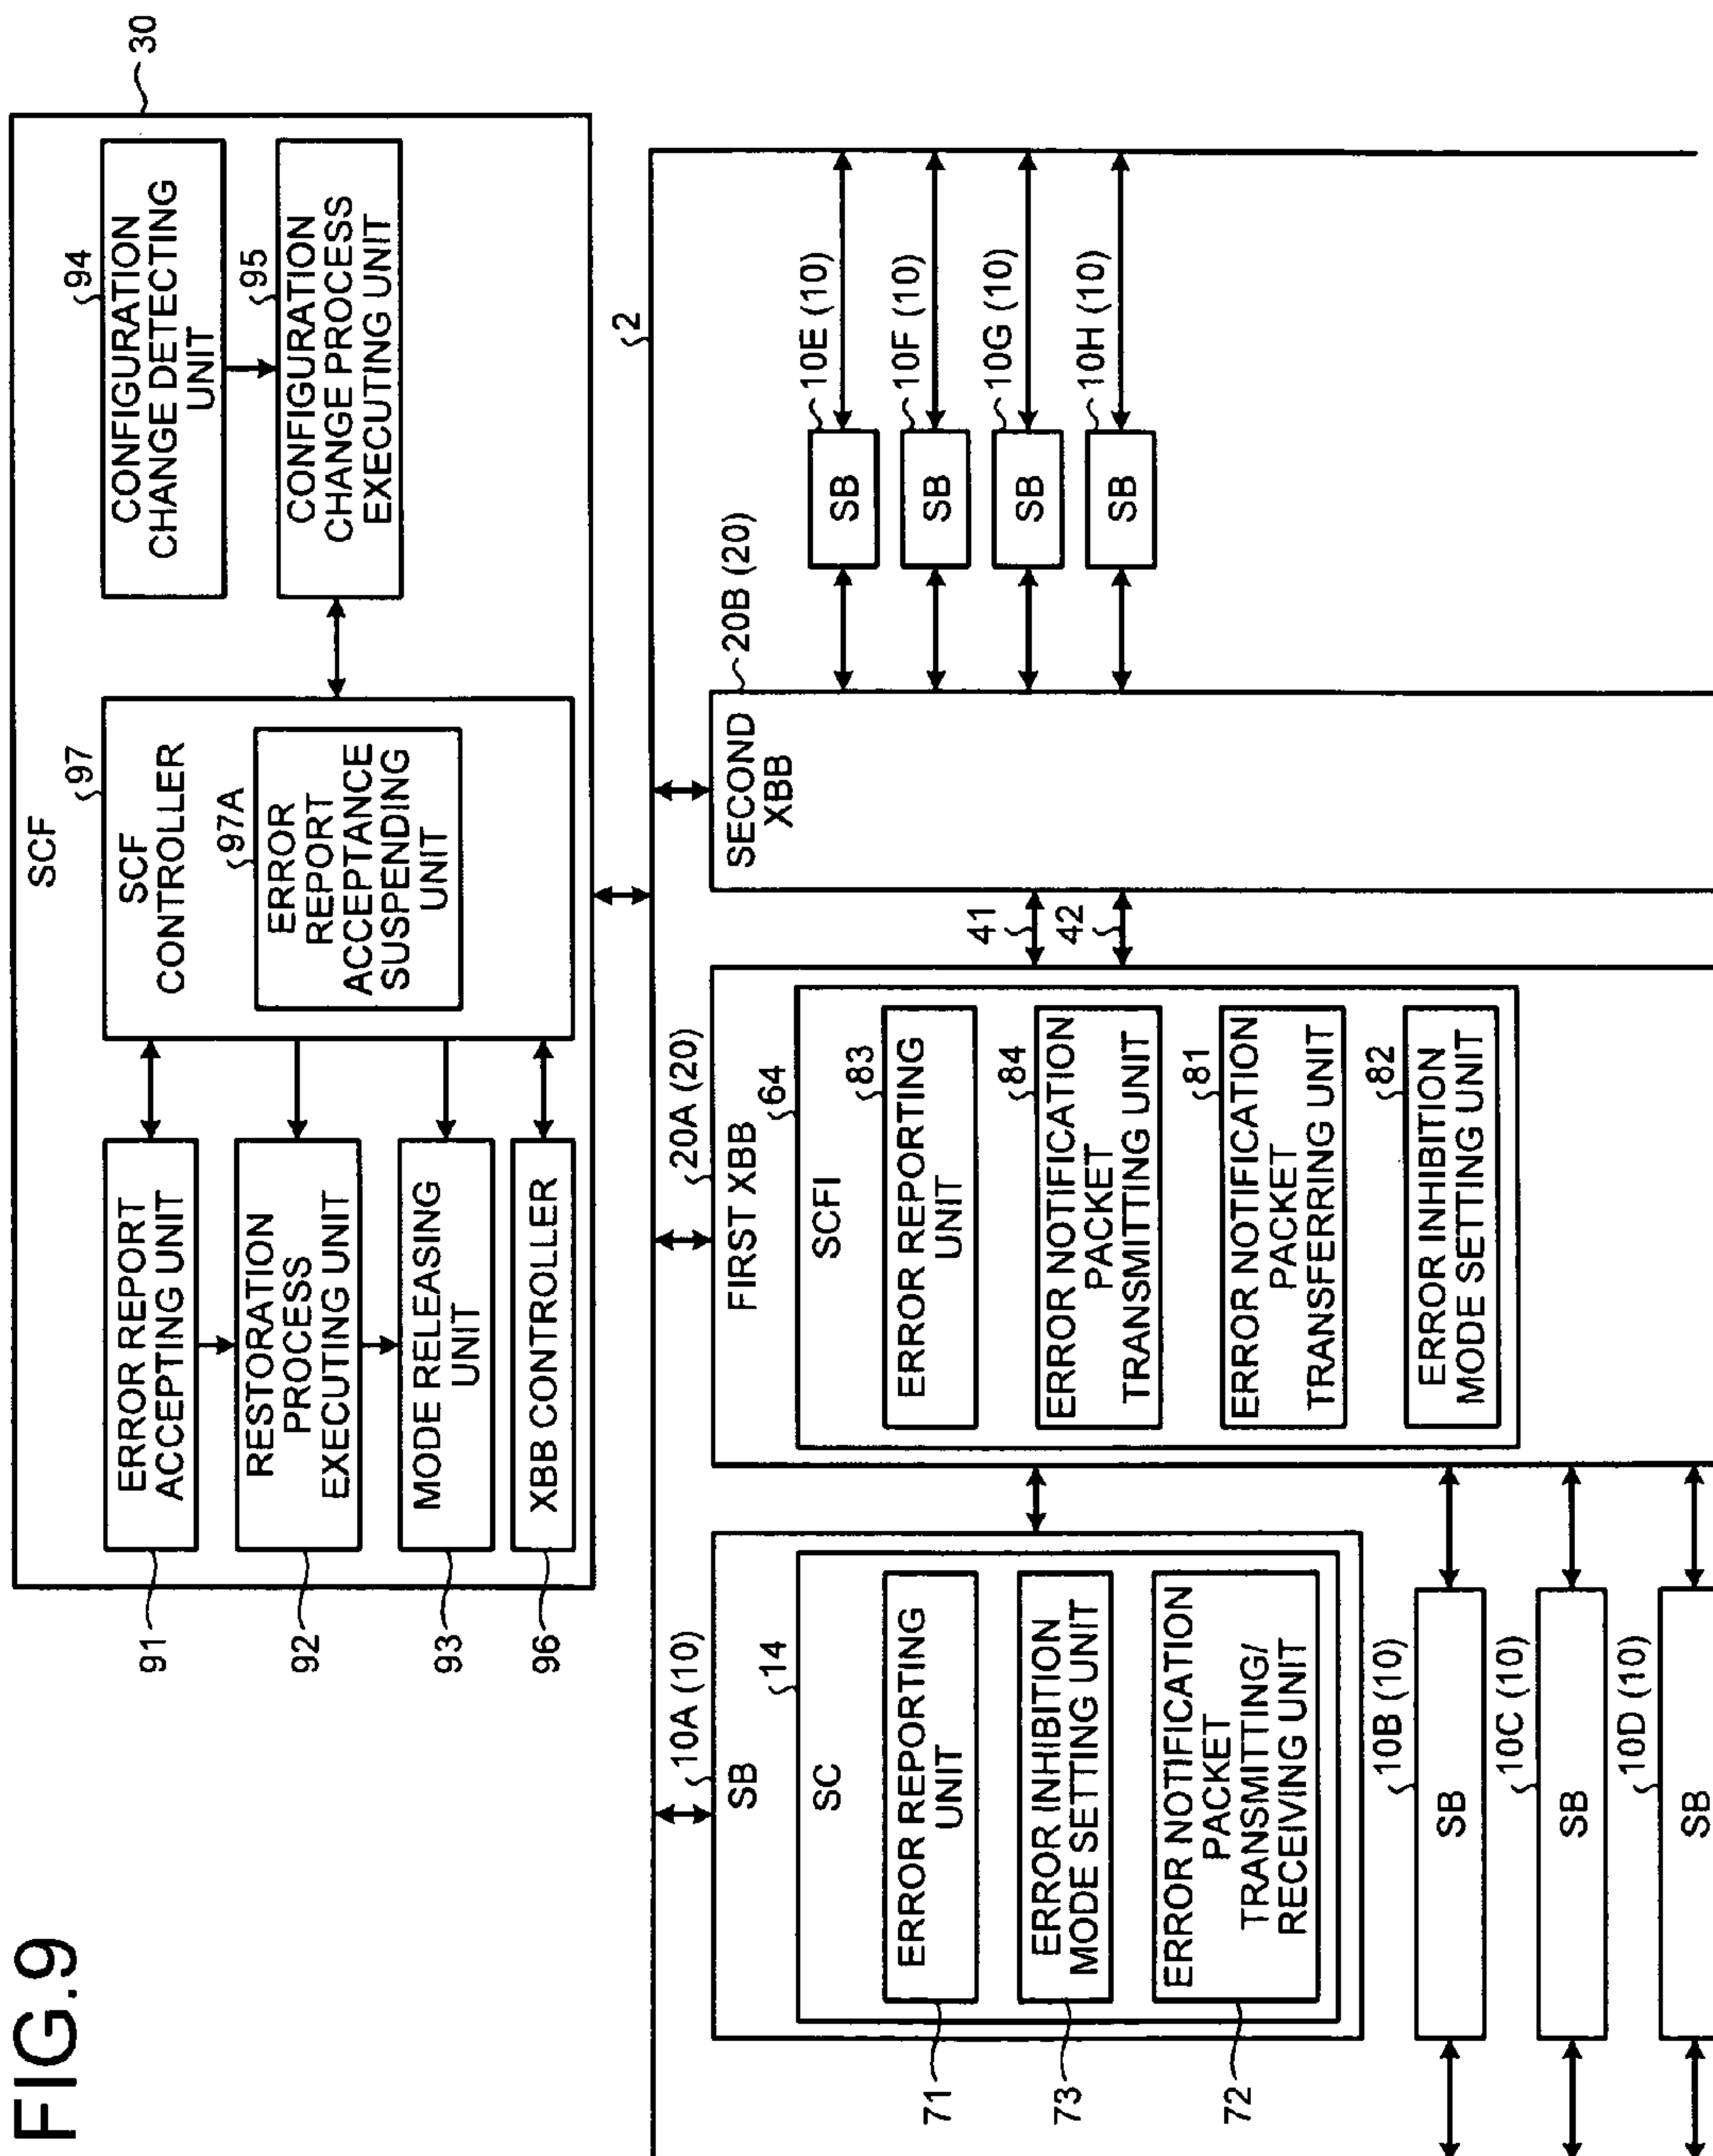 FIG.9
SCF
30
91
ERROR REPORT
ACCEPTING UNIT
92
RESTORATION
PROCESS
EXECUTING UNIT
93
MODE RELEASING
UNIT
96
XBB CONTROLLER
97
SCF
CONTROLLER
97A
ERROR
REPORT
ACCEPTANCE
SUSPENDING
UNIT
94
CONFIGURATION
CHANGE DETECTING
UNIT
95
CONFIGURATION
CHANGE PROCESS
EXECUTING UNIT
2
10A (10)
SB
14
SC
71
ERROR REPORTING
UNIT
73
ERROR INHIBITION
MODE SETTING UNIT
72
ERROR NOTIFICATION
PACKET
TRANSMITTING/
RECEIVING UNIT
10B (10)
SB
10C (10)
SB
10D (10)
SB
20A (20)
FIRST XBB
64
SCFI
83
ERROR REPORTING
UNIT
84
ERROR NOTIFICATION
PACKET
TRANSMITTING UNIT
81
ERROR NOTIFICATION
PACKET
TRANSFERRING UNIT
82
ERROR INHIBITION
MODE SETTING UNIT
41
42
20B (20)
SECOND
XBB
10E (10)
SB
10F (10)
SB
10G (10)
SB
10H (10)
SB